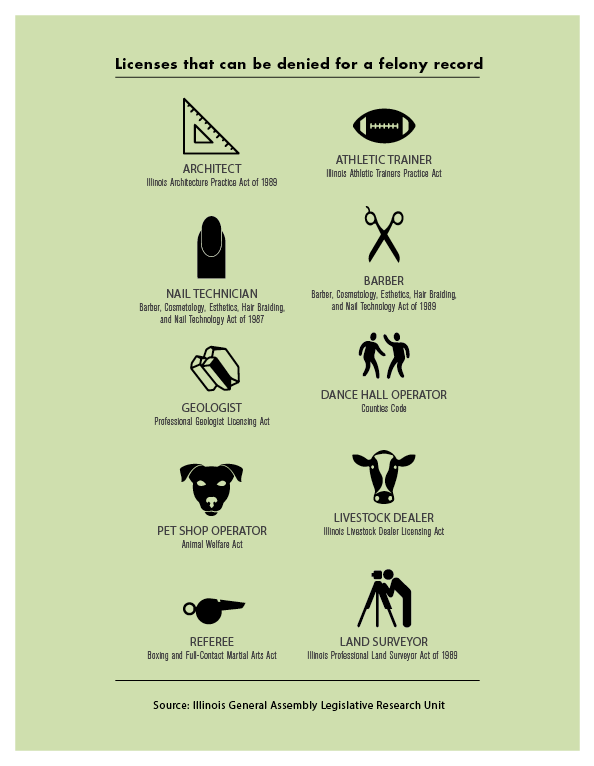 Licenses that can be denied for a felony record
ARCHITECT
Illinois Architecture Practice Act of 1989
ATHLETIC TRAINER
Illinois Athletic Trainers Practice Act
NAIL TECHNICIAN
Barber, Cosmetology, Esthetics, Hair Braiding,
and Nail Technology Act of 1987
BARBER
Barber, Cosmetology, Esthetics, Hair Braiding,
and Nail Technology Act of 1989
GEOLOGIST
Professional Geologist Licensing Act
DANCE HALL OPERATOR
Counties Code
PET SHOP OPERATOR
Animal Welfare Act
LIVESTOCK DEALER
Illinois Livestock Dealer Licensing Act
REFEREE
Boxing and Full-Contact Martial Arts Act
LAND SURVEYOR
Illinois Professional Land Surveyor Act of 1989
Source: Illinois General Assembly Legislative Research Unit